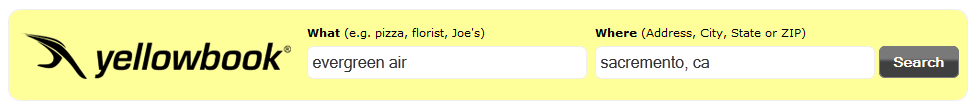 What (e.g. pizza, florist, Joe's)
Where (Address, City, State or ZIP)
yellowbook®
evergreen air
sacremento, ca
Search